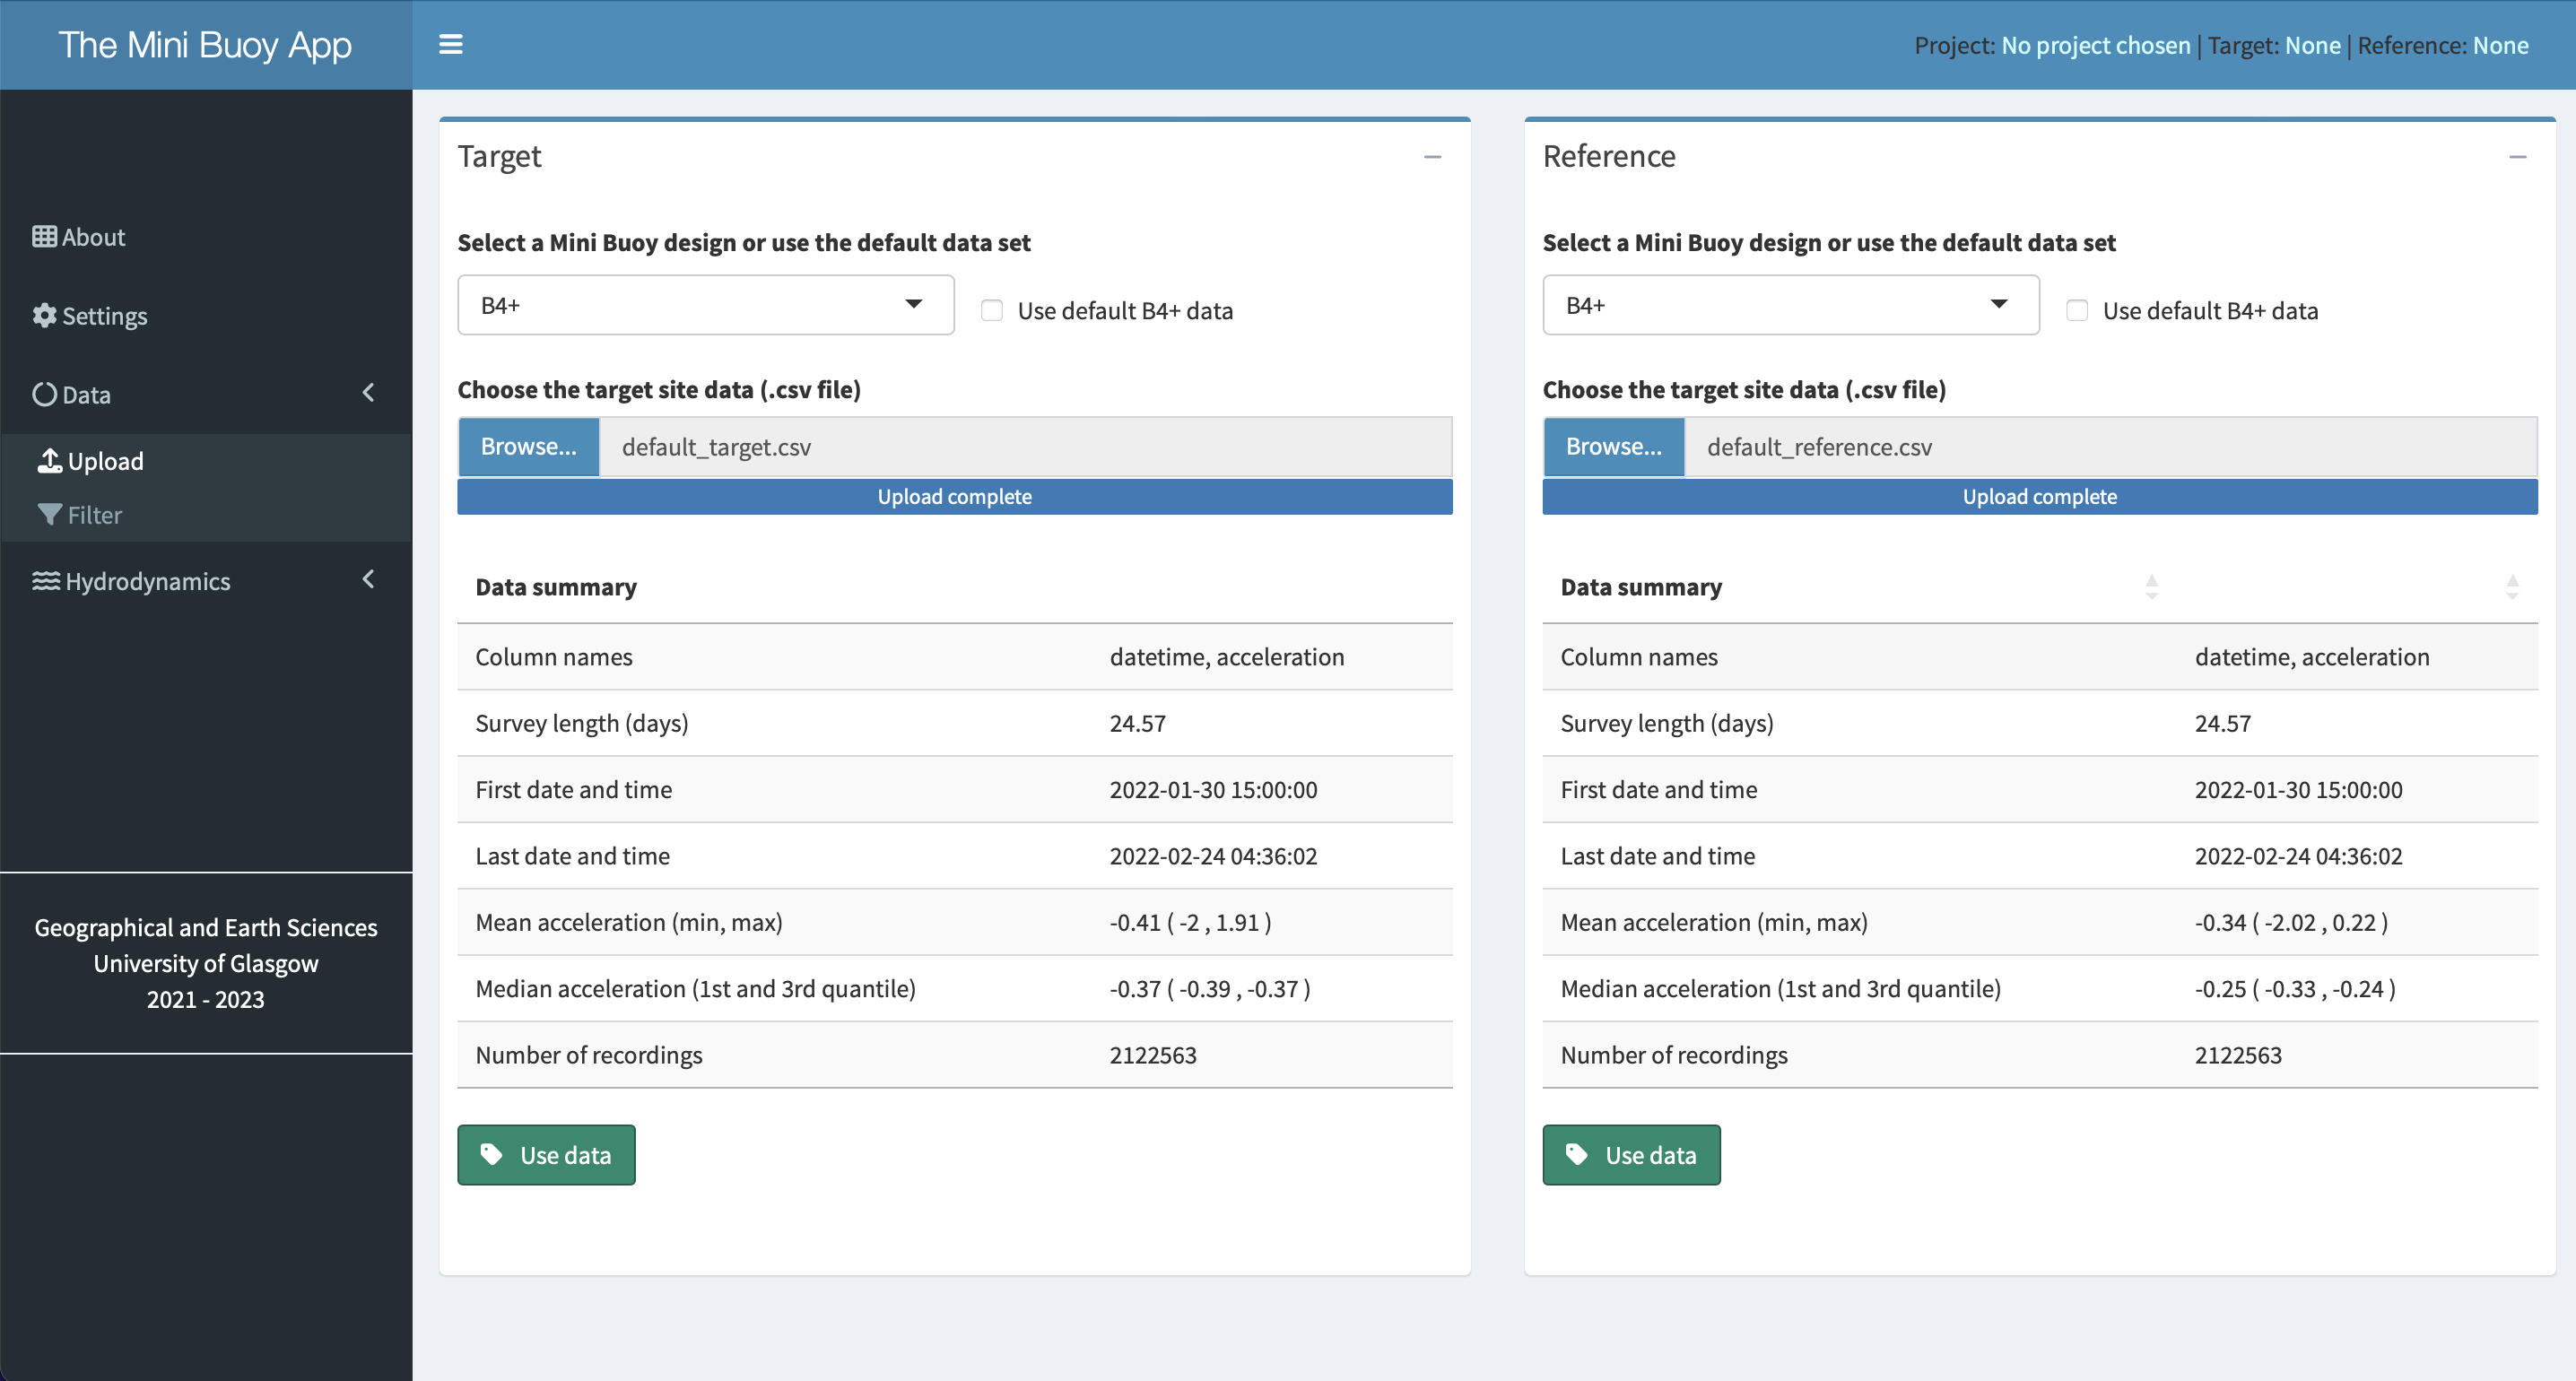 The Mini Buoy App
Project: No project chosen | Target: None | Reference: None
About
Settings
Data
Upload
Filter
Hydrodynamics
Geographical and Earth Sciences
University of Glasgow
2021 - 2023
Target
Select a Mini Buoy design or use the default data set
B4+
Use default B4+ data
Choose the target site data (.csv file)
Browse... default_target.csv
Upload complete
Data summary
Column names datetime, acceleration
Survey length (days) 24.57
First date and time 2022-01-30 15:00:00
Last date and time 2022-02-24 04:36:02
Mean acceleration (min, max) -0.41 ( -2 , 1.91 )
Median acceleration (1st and 3rd quantile) -0.37 ( -0.39 , -0.37 )
Number of recordings 2122563
Use data
Reference
Select a Mini Buoy design or use the default data set
B4+
Use default B4+ data
Choose the target site data (.csv file)
Browse... default_reference.csv
Upload complete
Data summary
Column names datetime, acceleration
Survey length (days) 24.57
First date and time 2022-01-30 15:00:00
Last date and time 2022-02-24 04:36:02
Mean acceleration (min, max) -0.34 ( -2.02 , 0.22 )
Median acceleration (1st and 3rd quantile) -0.25 ( -0.33 , -0.24 )
Number of recordings 2122563
Use data